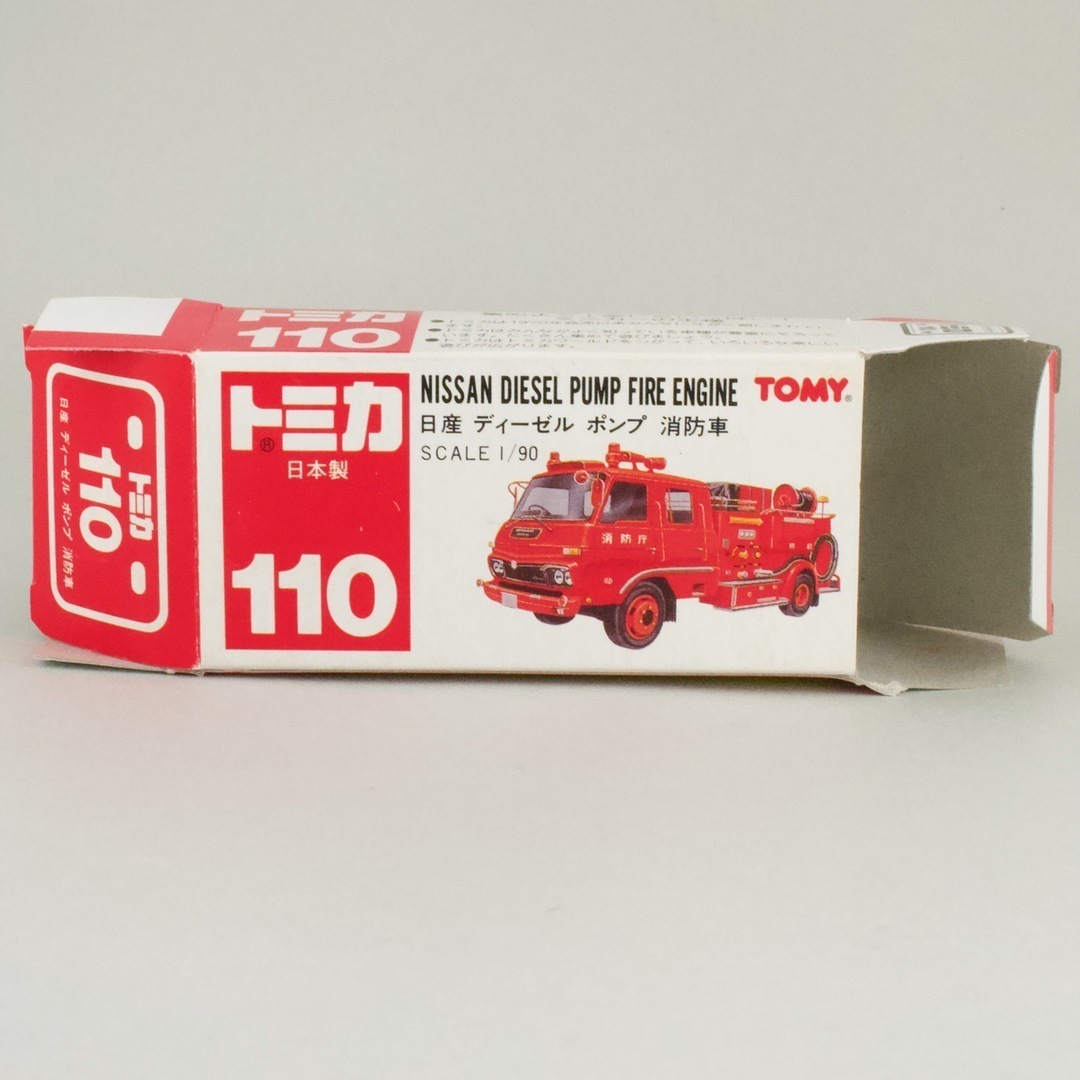 トミカ
110
NISSAN DIESEL PUMP FIRE ENGINE
TOMY®
日産 ディーゼル ポンプ 消防車
SCALE 1/90
トミカ®
日本製
110
消防庁
トミカ
110
日産 ディーゼル ポンプ 消防車